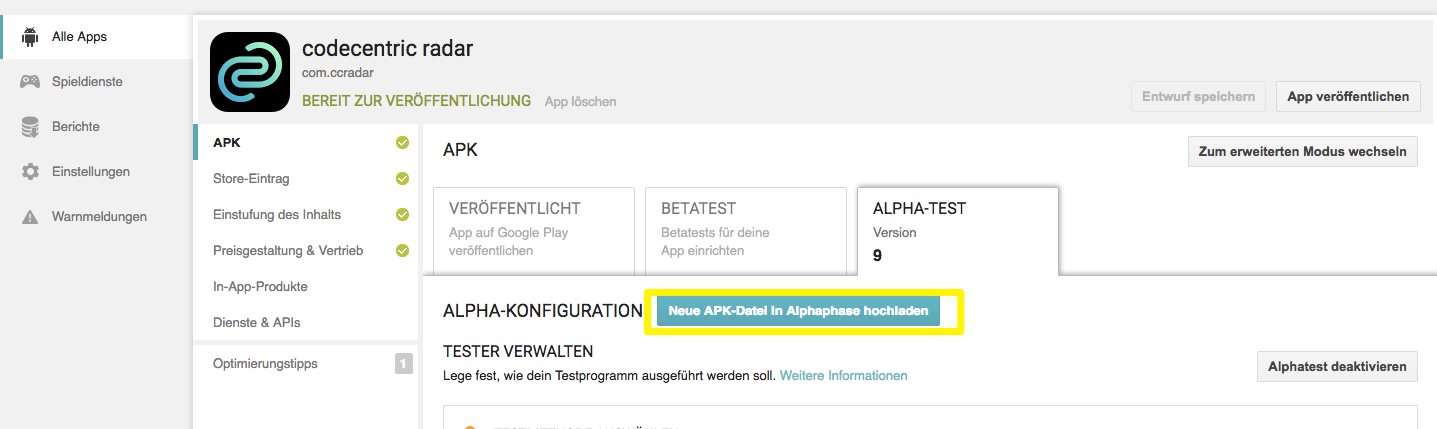 Alle Apps
Spieldienste
Berichte
Einstellungen
Warnmeldungen
codecentric radar
com.ccradar
BEREIT ZUR VERÖFFENTLICHUNG App löschen
Entwurf speichern
App veröffentlichen
APK
Store-Eintrag
Einstufung des Inhalts
Preisgestaltung & Vertrieb
In-App-Produkte
Dienste & APIs
Optimierungstipps 1
APK
Zum erweiterten Modus wechseln
VERÖFFENTLICHT
App auf Google Play
veröffentlichen
BETATEST
Betatests für deine
App einrichten
ALPHA-TEST
Version
9
ALPHA-KONFIGURATION
Neue APK-Datei in Alphaphase hochladen
TESTER VERWALTEN
Lege fest, wie dein Testprogramm ausgeführt werden soll. Weitere Informationen
Alphatest deaktivieren